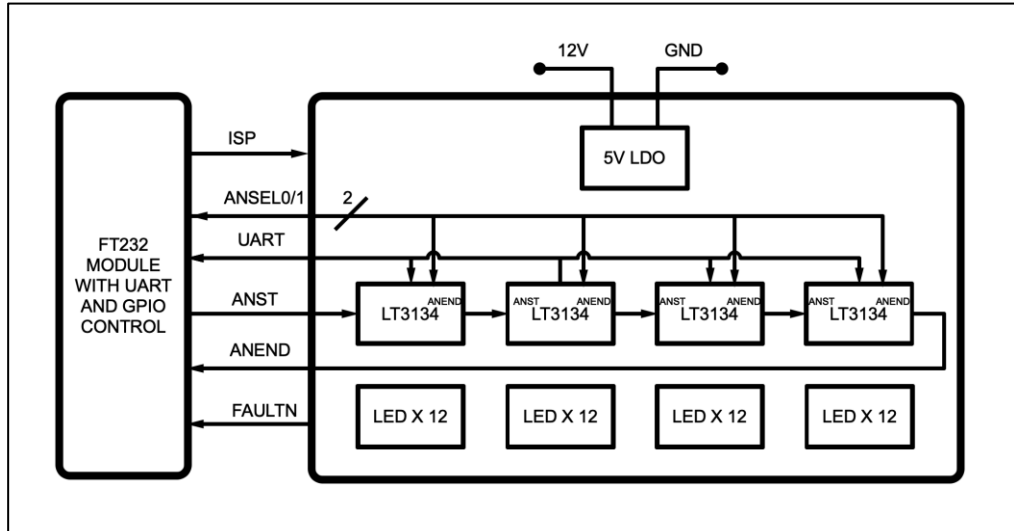 12V
GND
5V LDO
ISP
ANSEL0/1
2
UART
ANST
ANEND
FAULTN
FT232
MODULE
WITH UART
AND GPIO
CONTROL
ANEND
LT3134
ANST
ANEND
LT3134
ANST
ANEND
LT3134
ANST
ANEND
LT3134
LED X 12
LED X 12
LED X 12
LED X 12